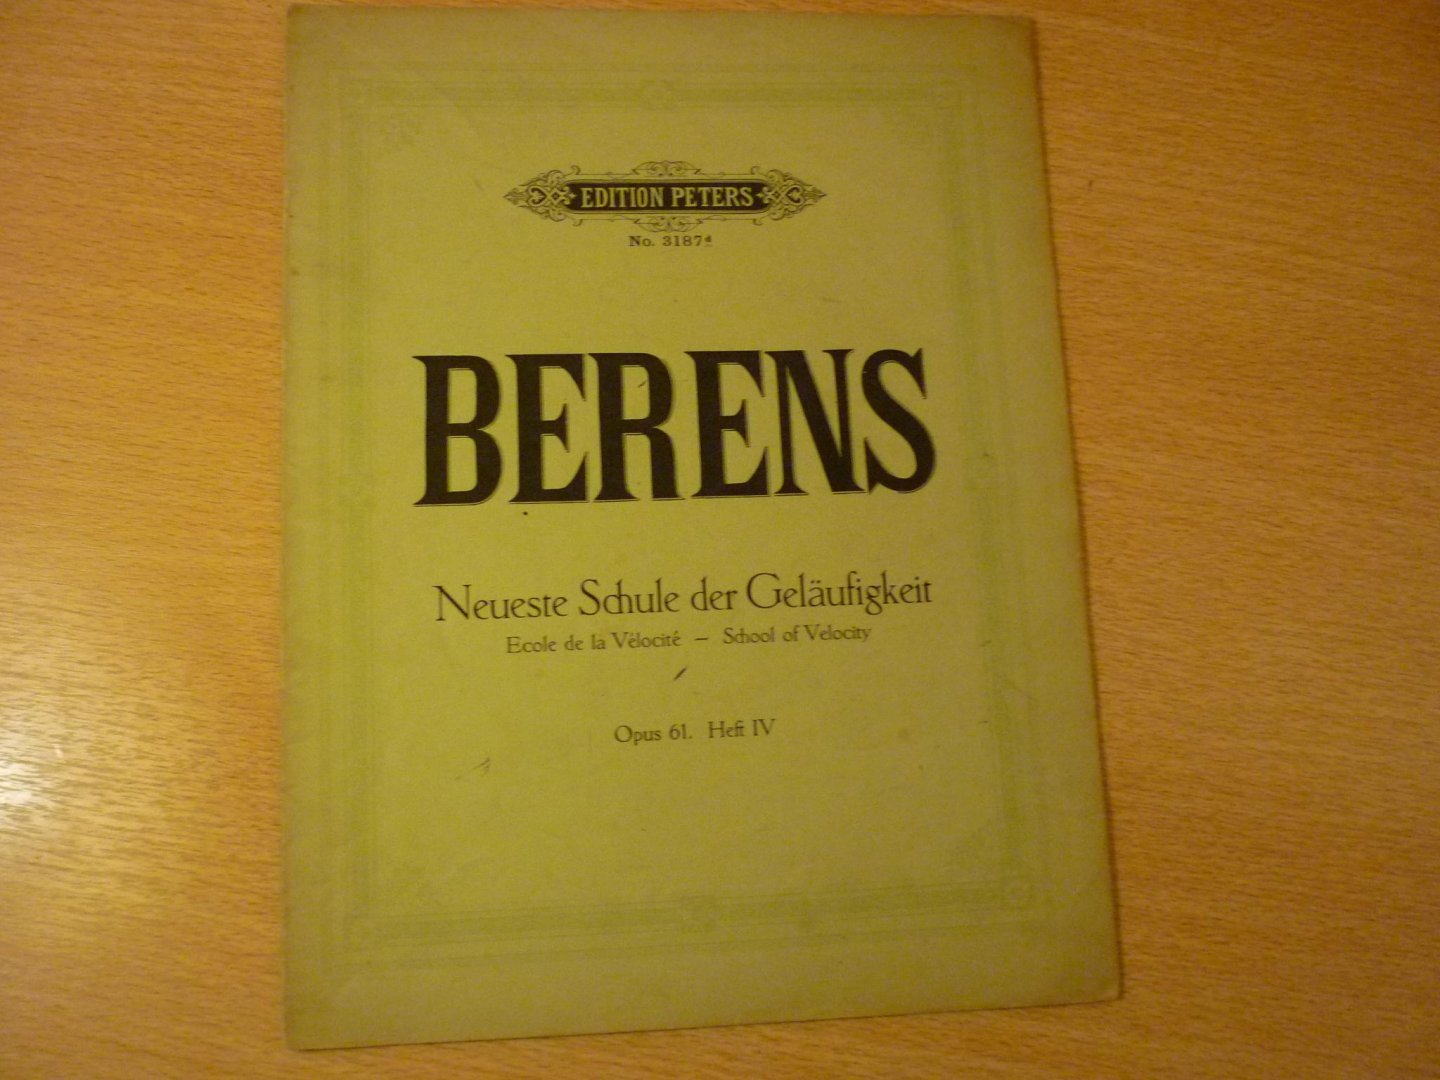 EDITION PETERS
No. 3187d
BERENS
Neueste Schule der Geläufigkeit
Ecole de la Vélocité – School of Velocity
Opus 61. Heft IV